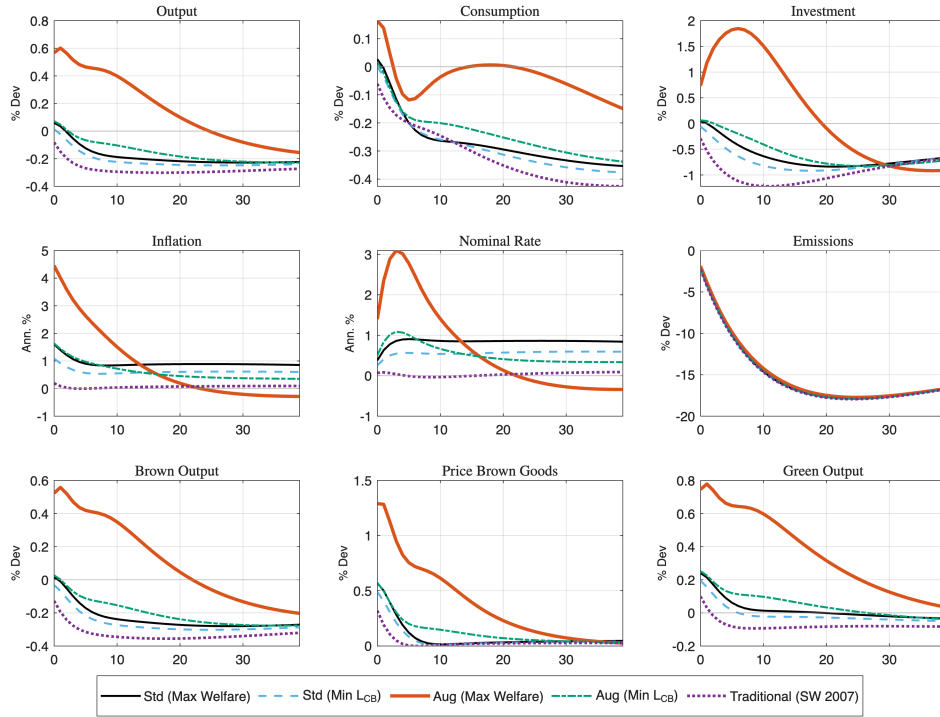 Output
Consumption
Investment
% Dev
0.8
0.6
0.4
0.2
0
-0.2
-0.4
0 10 20 30
% Dev
0.1
0
-0.1
-0.2
-0.3
-0.4
0 10 20 30
% Dev
2
1.5
1
0.5
0
-0.5
-1
0 10 20 30
Inflation
Nominal Rate
Emissions
Ann. %
5
4
3
2
1
0
-1
0 10 20 30
Ann. %
3
2
1
0
-1
0 10 20 30
% Dev
0
-5
-10
-15
-20
0 10 20 30
Brown Output
Price Brown Goods
Green Output
% Dev
0.6
0.4
0.2
0
-0.2
-0.4
0 10 20 30
% Dev
1.5
1
0.5
0
0 10 20 30
% Dev
0.8
0.6
0.4
0.2
0
-0.2
0 10 20 30
Std (Max Welfare) Std (Min L_CB) Aug (Max Welfare) Aug (Min L_CB) Traditional (SW 2007)